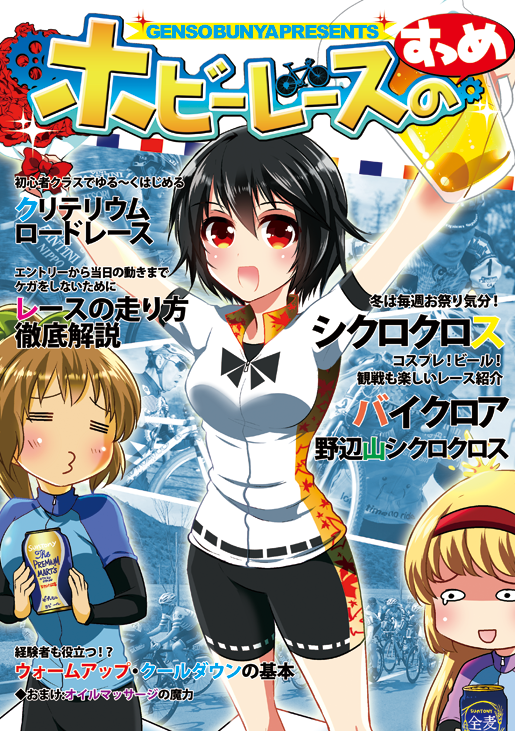 GENSOBUNYAPRESENTS
ホビーレースの
すゝめ
初心者クラスでゆる〜くはじめる
クリテリウム
ロードレース
エントリーから当日の動きまで
ケガをしないために
レースの走り方
徹底解説
冬は毎週お祭り気分!
シクロクロス
コスプレ!ビール!
観戦も楽しいレース紹介
バイクロア
野辺山シクロクロス
The
PREMIUM
MARTS
経験者も役立つ!?
ウォームアップ・クールダウンの基本
◆おまけ:オイルマッサージの魔力
SUNTONY
全麦